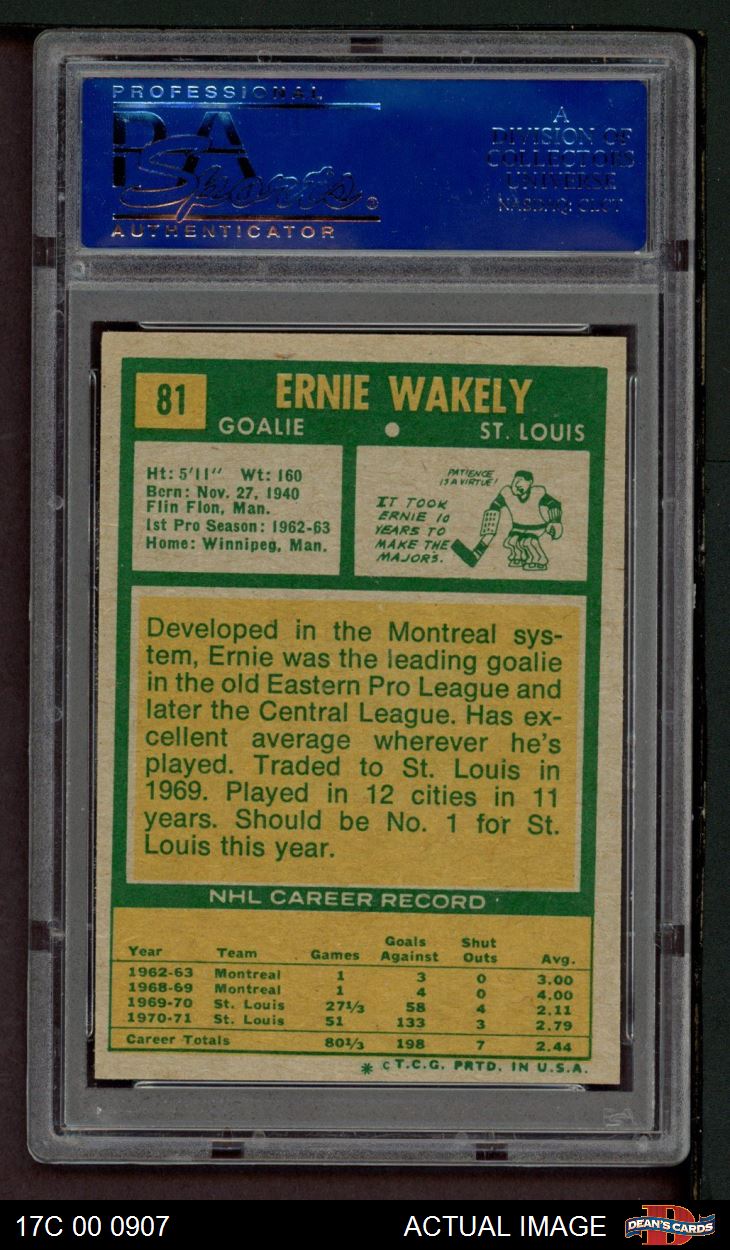 PROFESSIONAL
PSA
Sports®
AUTHENTICATOR
A
DIVISION OF
COLLECTORS
UNIVERSE
NASDAQ: CLCT
81
ERNIE WAKELY
GOALIE • ST. LOUIS
Ht: 5'11" Wt: 160
Born: Nov. 27, 1940
Flin Flon, Man.
1st Pro Season: 1962-63
Home: Winnipeg, Man.
PATIENCE
IS A VIRTUE!
IT TOOK
ERNIE 10
YEARS TO
MAKE THE
MAJORS.
Developed in the Montreal sys-
tem, Ernie was the leading goalie
in the old Eastern Pro League and
later the Central League. Has ex-
cellent average wherever he's
played. Traded to St. Louis in
1969. Played in 12 cities in 11
years. Should be No. 1 for St.
Louis this year.
NHL CAREER RECORD
Goals Shut
Year Team Games Against Outs Avg.
1962-63 Montreal 1 3 0 3.00
1968-69 Montreal 1 4 0 4.00
1969-70 St. Louis 27⅓ 58 4 2.11
1970-71 St. Louis 51 133 3 2.79
Career Totals 80⅓ 198 7 2.44
* © T.C.G. PRTD. IN U.S.A.
17C 00 0907
ACTUAL IMAGE
D
DEAN'S CARDS